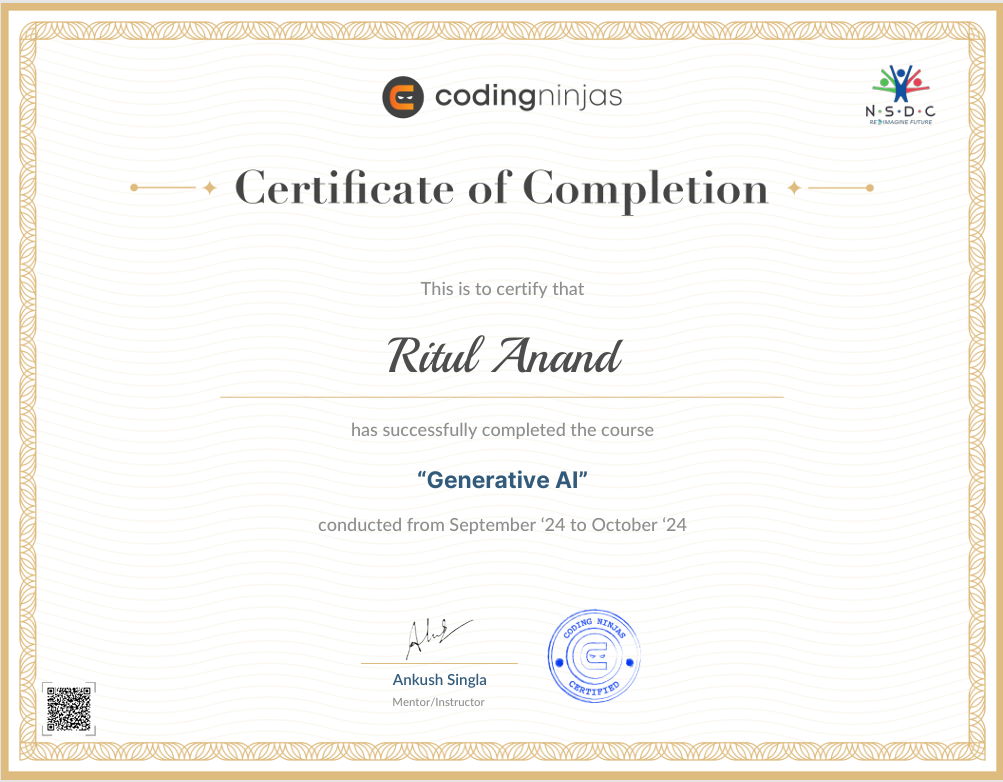 codingninjas
N·S·D·C
RE-IMAGINE FUTURE
Certificate of Completion
This is to certify that
Ritul Anand
has successfully completed the course
“Generative AI”
conducted from September ‘24 to October ‘24
Ankush Singla
Mentor/Instructor
CODING NINJAS
CERTIFIED